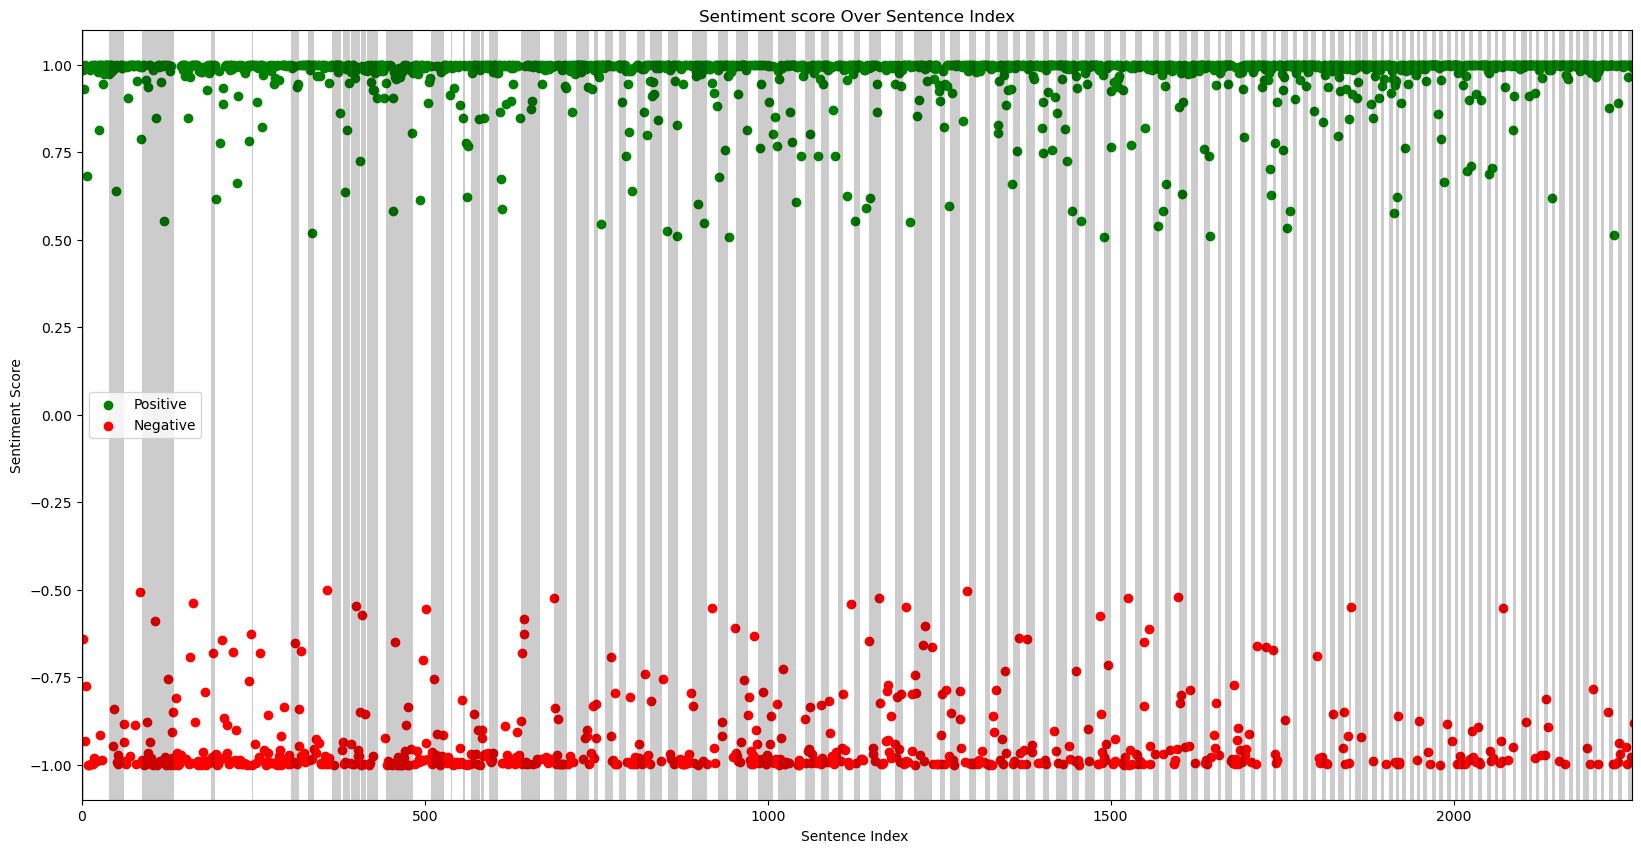 Sentiment score Over Sentence Index
Sentiment Score
1.00
0.75
0.50
0.25
0.00
−0.25
−0.50
−0.75
−1.00
Positive
Negative
0
500
1000
1500
2000
Sentence Index